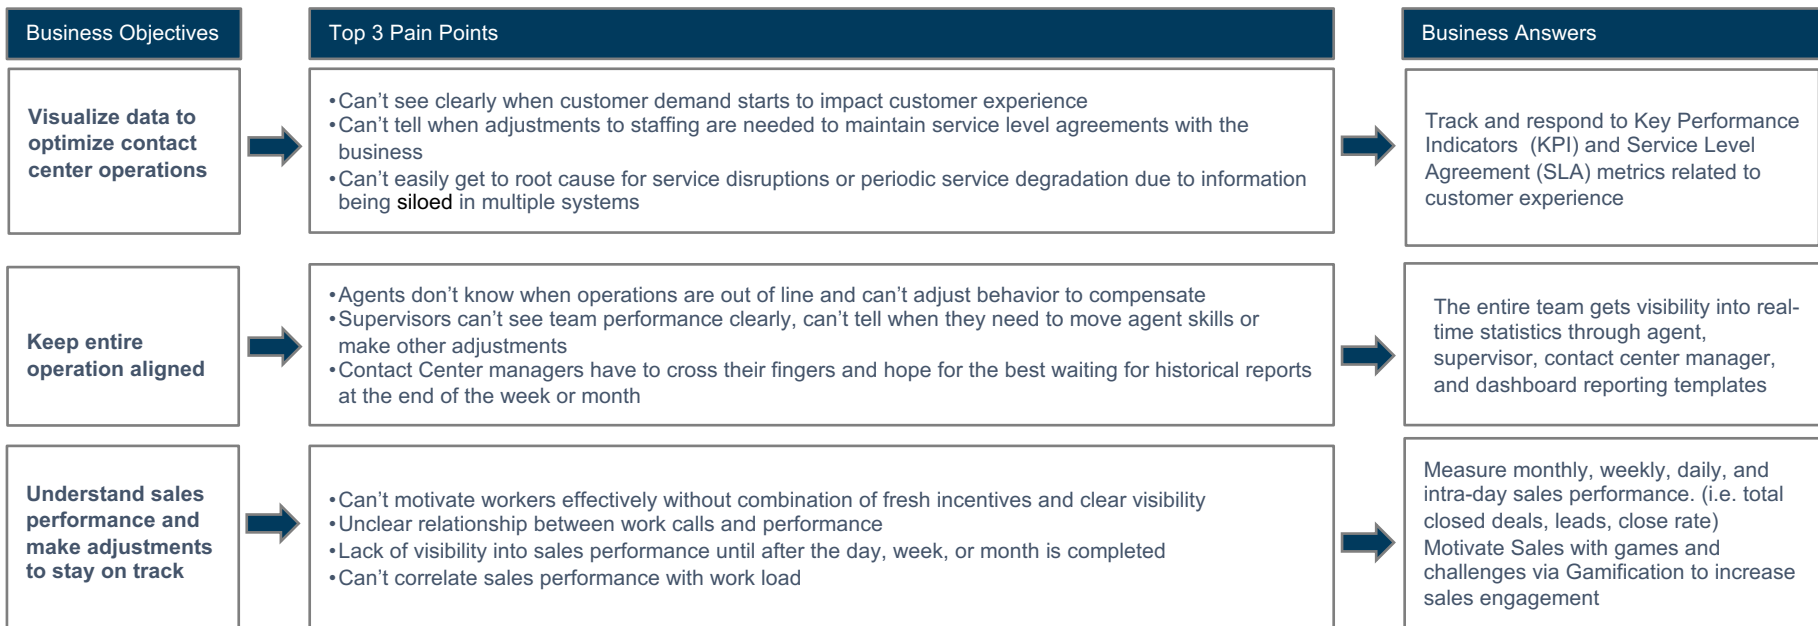 Business Objectives
Top 3 Pain Points
Business Answers
Visualize data to
optimize contact
center operations
•Can’t see clearly when customer demand starts to impact customer experience
•Can’t tell when adjustments to staffing are needed to maintain service level agreements with the
business
•Can’t easily get to root cause for service disruptions or periodic service degradation due to information
being siloed in multiple systems
Track and respond to Key Performance
Indicators (KPI) and Service Level
Agreement (SLA) metrics related to
customer experience
Keep entire
operation aligned
•Agents don’t know when operations are out of line and can’t adjust behavior to compensate
•Supervisors can’t see team performance clearly, can’t tell when they need to move agent skills or
make other adjustments
•Contact Center managers have to cross their fingers and hope for the best waiting for historical reports
at the end of the week or month
The entire team gets visibility into real-
time statistics through agent,
supervisor, contact center manager,
and dashboard reporting templates
Understand sales
performance and
make adjustments
to stay on track
•Can’t motivate workers effectively without combination of fresh incentives and clear visibility
•Unclear relationship between work calls and performance
•Lack of visibility into sales performance until after the day, week, or month is completed
•Can’t correlate sales performance with work load
Measure monthly, weekly, daily, and
intra-day sales performance. (i.e. total
closed deals, leads, close rate)
Motivate Sales with games and
challenges via Gamification to increase
sales engagement